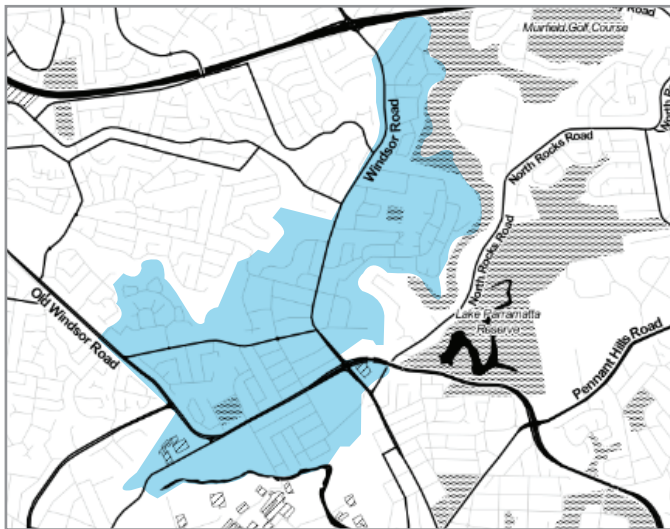 Road
Muirfield Golf Course
North Rocks Road
Windsor Road
North Rocks Road
Old Windsor Road
Lake Parramatta
Reserve
Pennant Hills Road